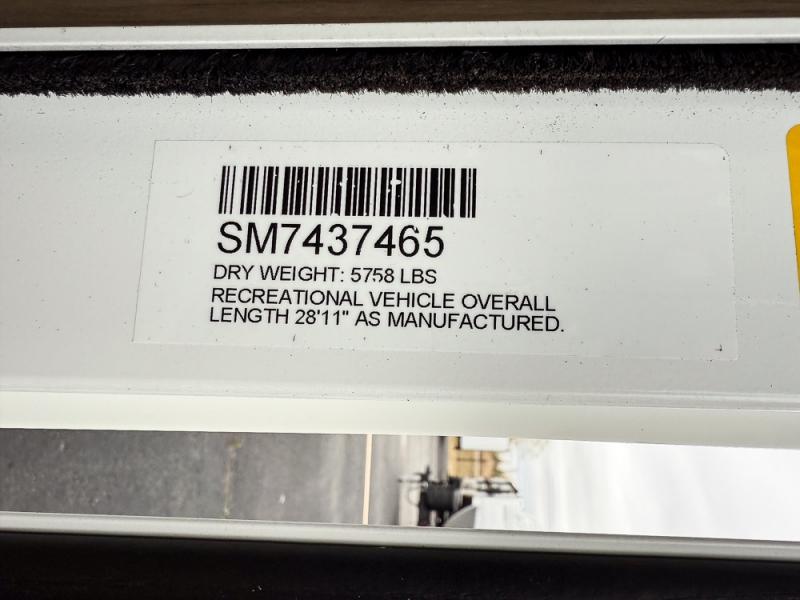 SM7437465
DRY WEIGHT: 5758 LBS
RECREATIONAL VEHICLE OVERALL
LENGTH 28'11" AS MANUFACTURED.